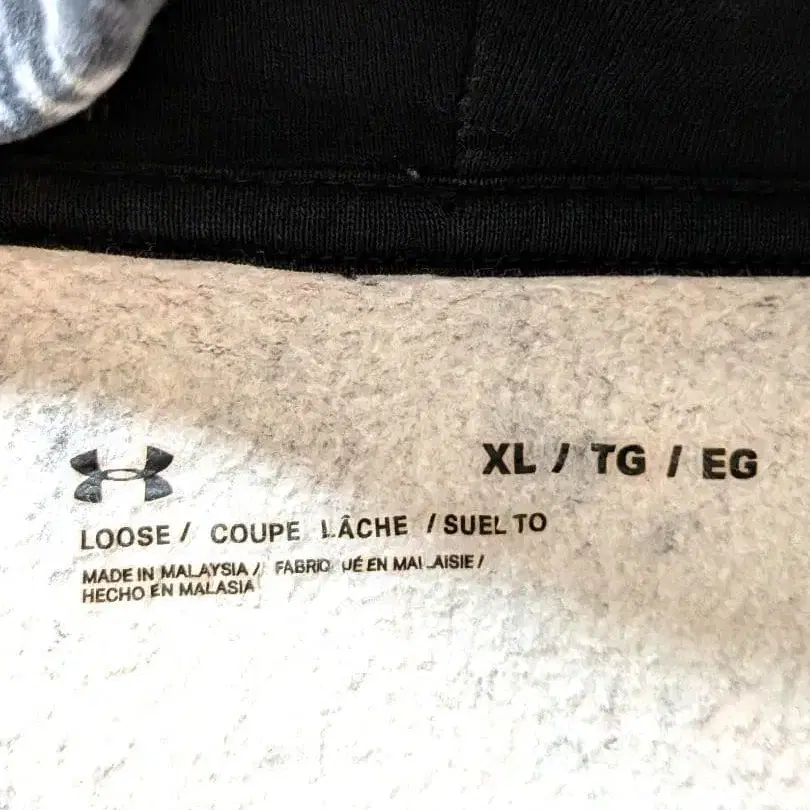 XL / TG / EG
LOOSE / COUPE LÂCHE / SUELTO
MADE IN MALAYSIA / FABRIQUÉ EN MALAISIE /
HECHO EN MALASIA